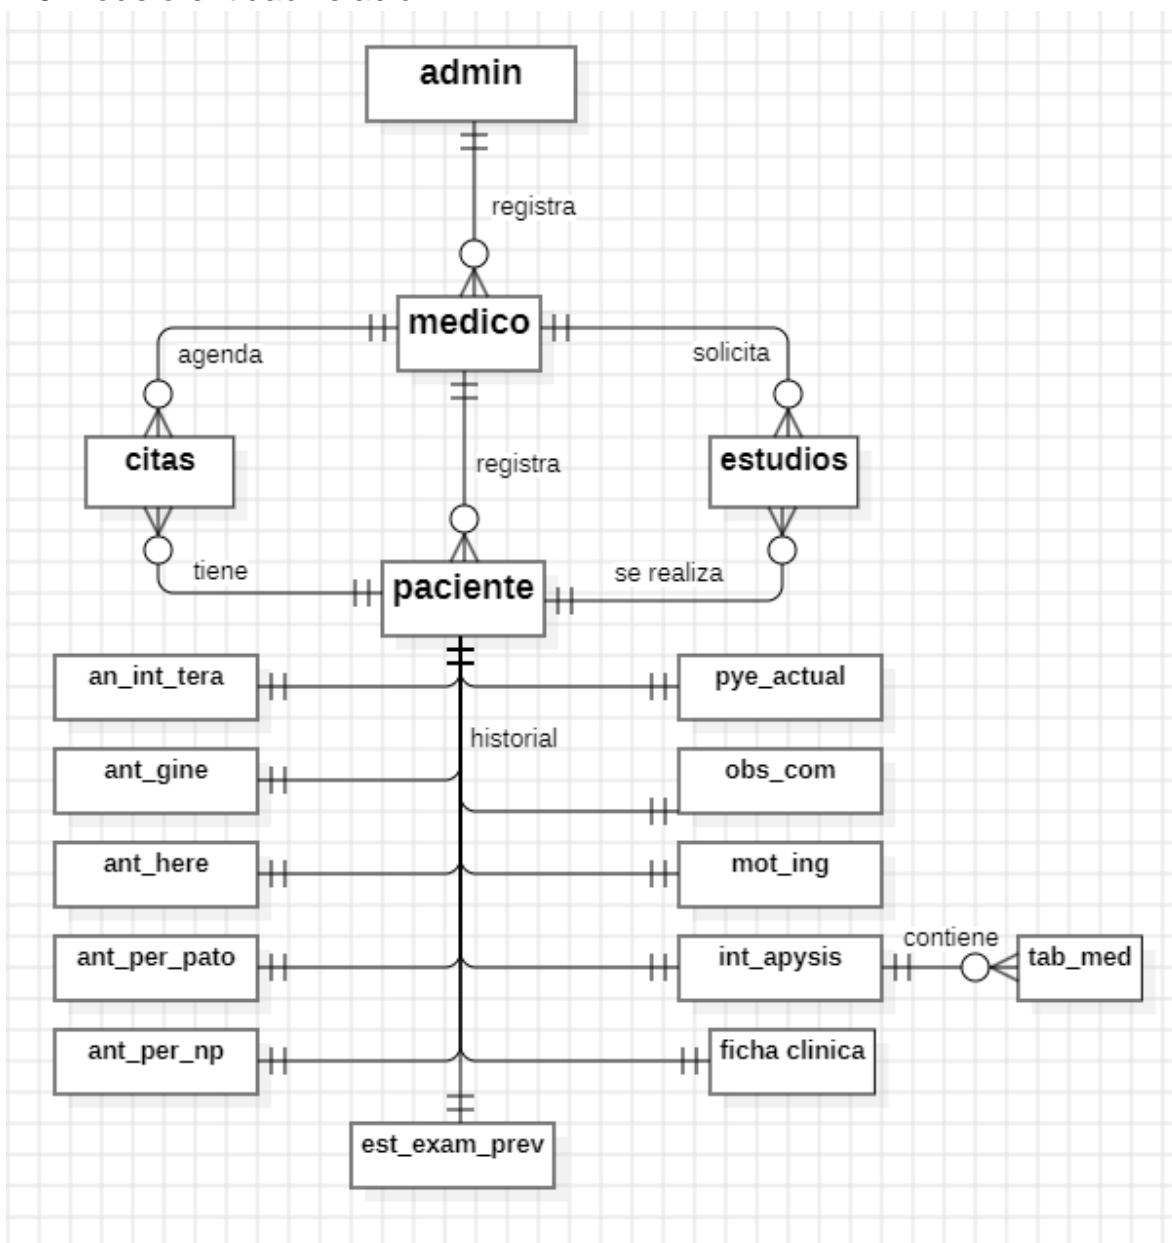 admin
registra
medico
agenda
solicita
citas
estudios
registra
tiene
paciente
se realiza
an_int_tera
pye_actual
historial
ant_gine
obs_com
ant_here
mot_ing
ant_per_pato
int_apysis
contiene
tab_med
ant_per_np
ficha clinica
est_exam_prev